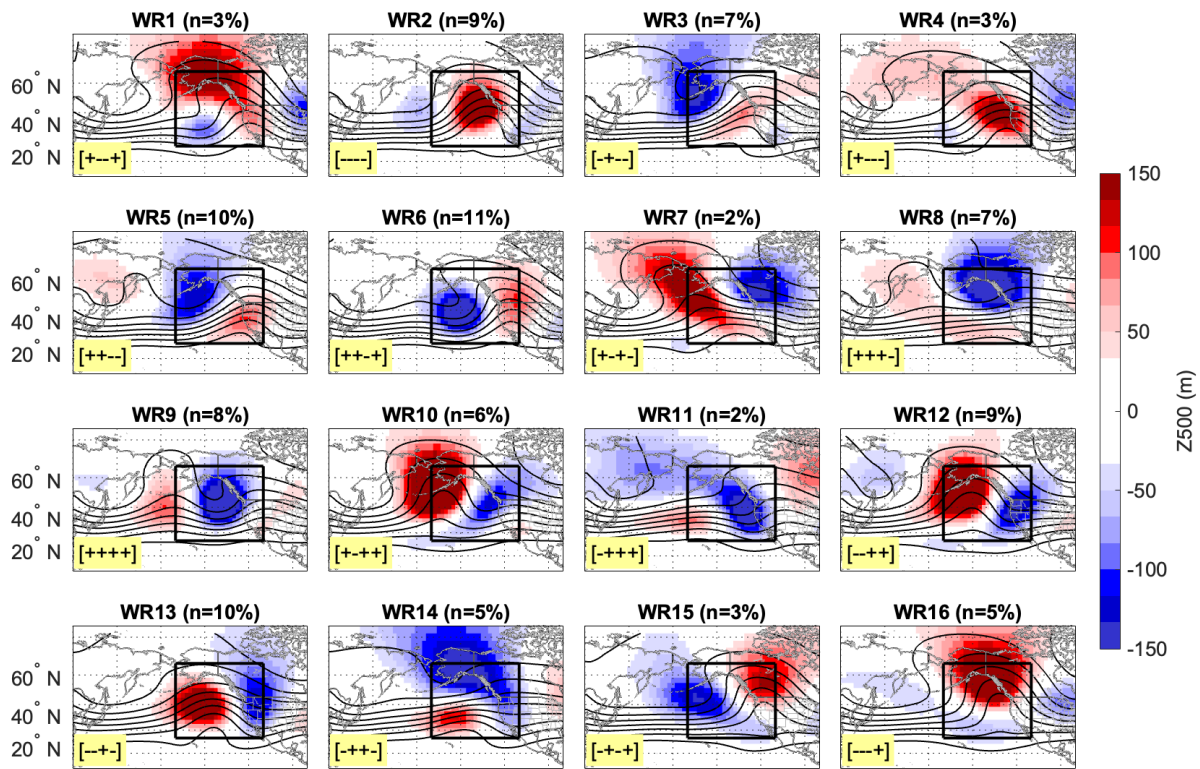 WR1 (n=3%) WR2 (n=9%) WR3 (n=7%) WR4 (n=3%)
60° N
40° N
20° N
[+--+] [----] [-+--] [+---]
WR5 (n=10%) WR6 (n=11%) WR7 (n=2%) WR8 (n=7%)
60° N
40° N
20° N
[++--] [++-+] [+-+-] [+++-]
WR9 (n=8%) WR10 (n=6%) WR11 (n=2%) WR12 (n=9%)
60° N
40° N
20° N
[++++] [+-++] [-+++] [--++]
WR13 (n=10%) WR14 (n=5%) WR15 (n=3%) WR16 (n=5%)
60° N
40° N
20° N
[--+-] [-++-] [-+-+] [---+]
150
100
50
0
-50
-100
-150
Z500 (m)